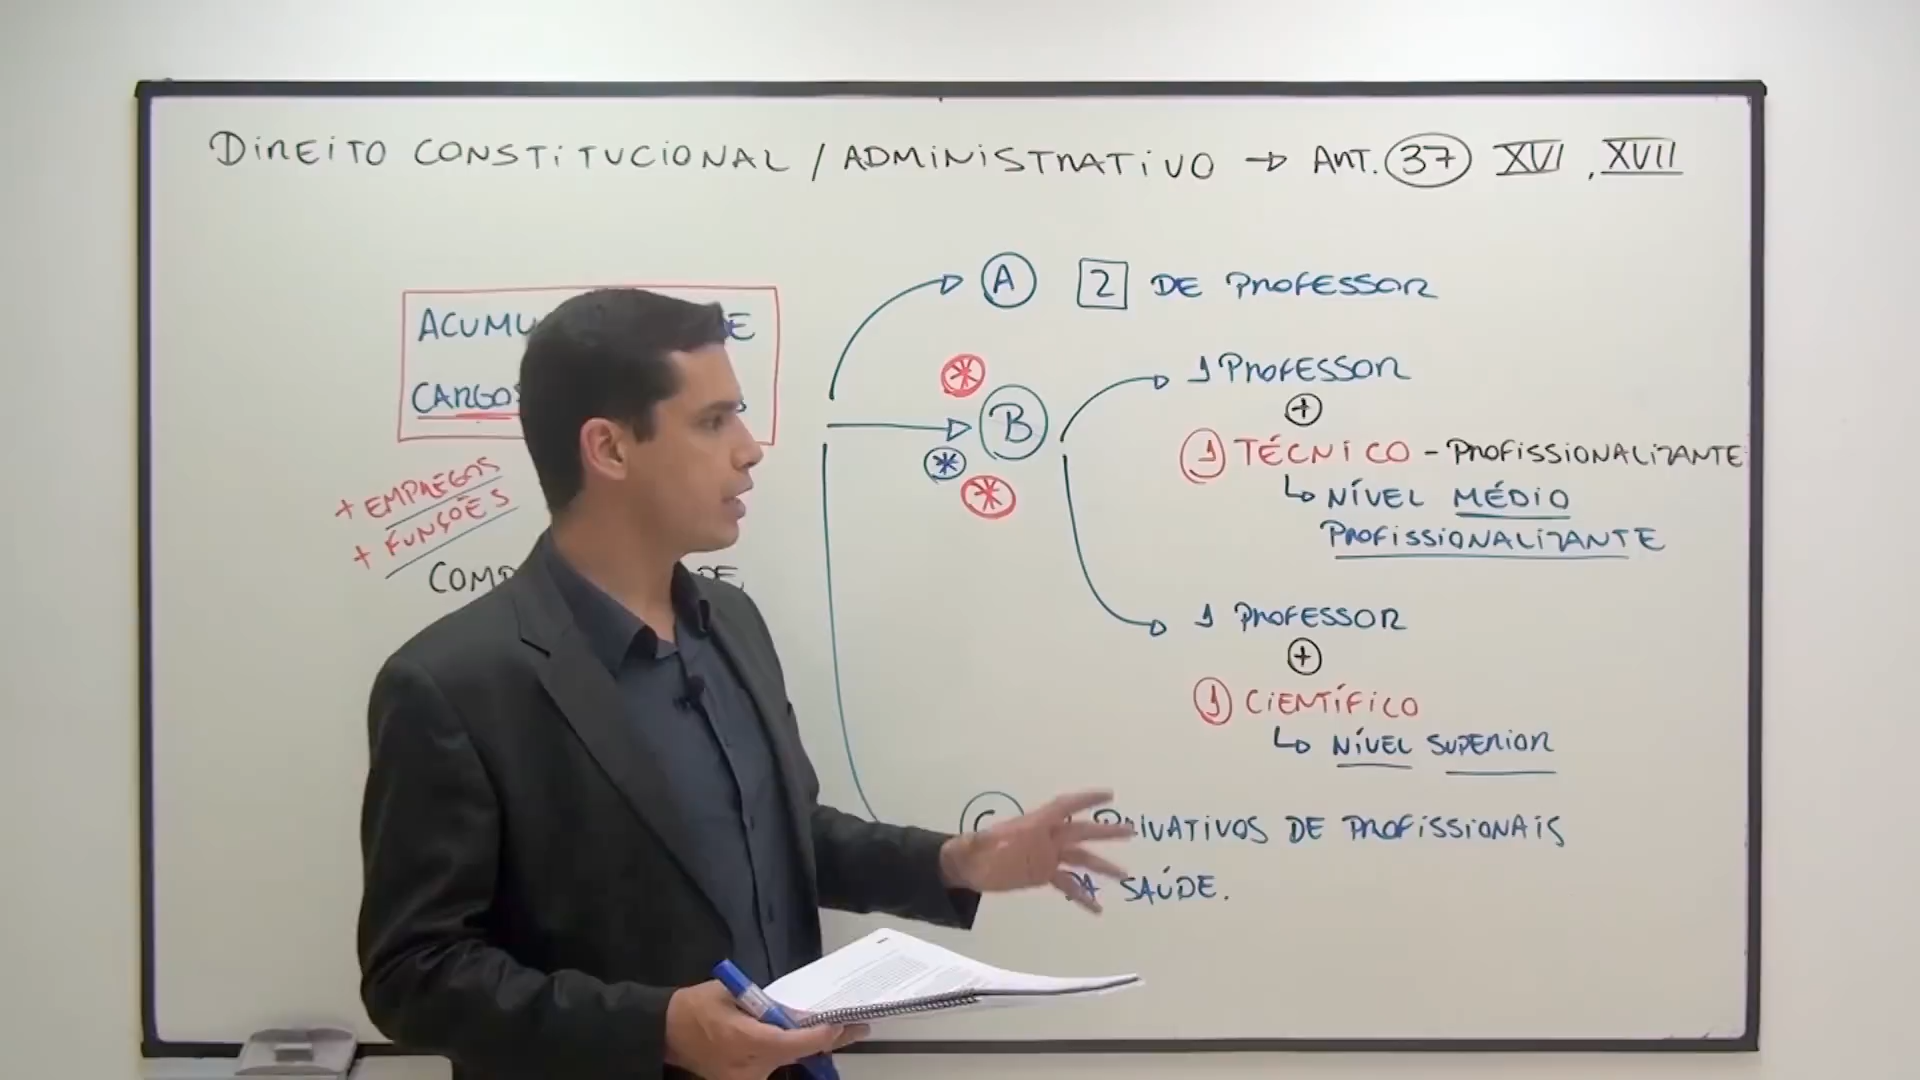 DIREITO CONSTITUCIONAL / ADMINISTRATIVO → ART. 37 XVI, XVII
A 2 DE PROFESSOR
CARGOS
+ EMPREGOS
+ FUNÇÕES
B
1 PROFESSOR
+
1 TÉCNICO - PROFISSIONALIZANTE
↳ NÍVEL MÉDIO
PROFISSIONALIZANTE
1 PROFESSOR
+
1 CIENTÍFICO
↳ NÍVEL SUPERIOR
PRIVATIVOS DE PROFISSIONAIS
DA SAÚDE.